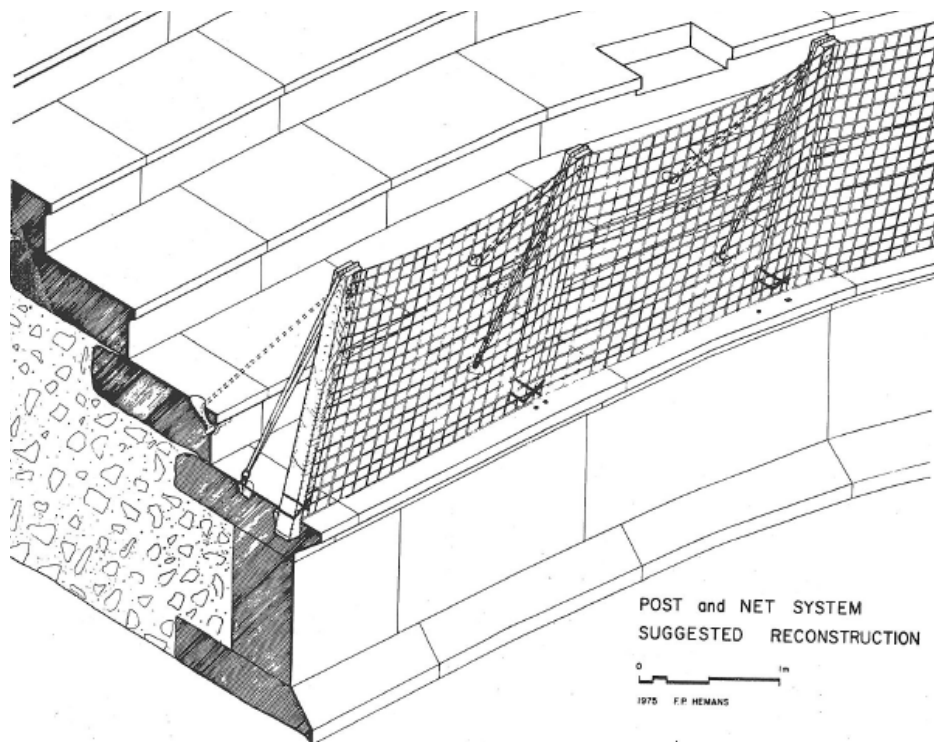 POST and NET SYSTEM
SUGGESTED RECONSTRUCTION
0 1m
1975 F.P. HEMANS